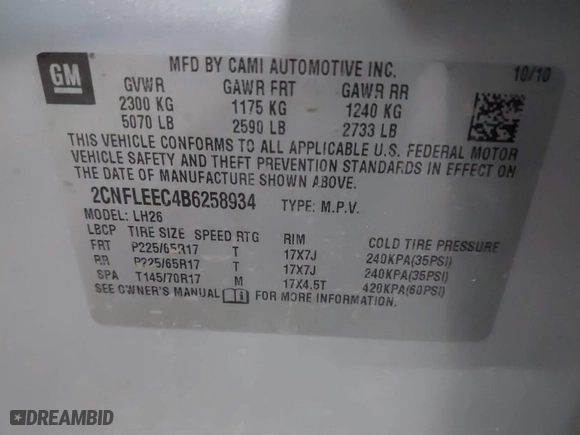 GM
MFD BY CAMI AUTOMOTIVE INC. 10/10
GVWR GAWR FRT GAWR RR
2300 KG 1175 KG 1240 KG
5070 LB 2590 LB 2733 LB
THIS VEHICLE CONFORMS TO ALL APPLICABLE U.S. FEDERAL MOTOR
VEHICLE SAFETY AND THEFT PREVENTION STANDARDS IN EFFECT ON
THE DATE OF MANUFACTURE SHOWN ABOVE.
2CNFLEEC4B6258934 TYPE: M.P.V.
MODEL: LH26
LBCP TIRE SIZE SPEED RTG RIM COLD TIRE PRESSURE
FRT P225/65R17 T 17X7J 240KPA(35PSI)
RR P225/65R17 T 17X7J 240KPA(35PSI)
SPA T145/70R17 M 17X4.5T 420KPA(60PSI)
SEE OWNER'S MANUAL i FOR MORE INFORMATION.
DREAMBID